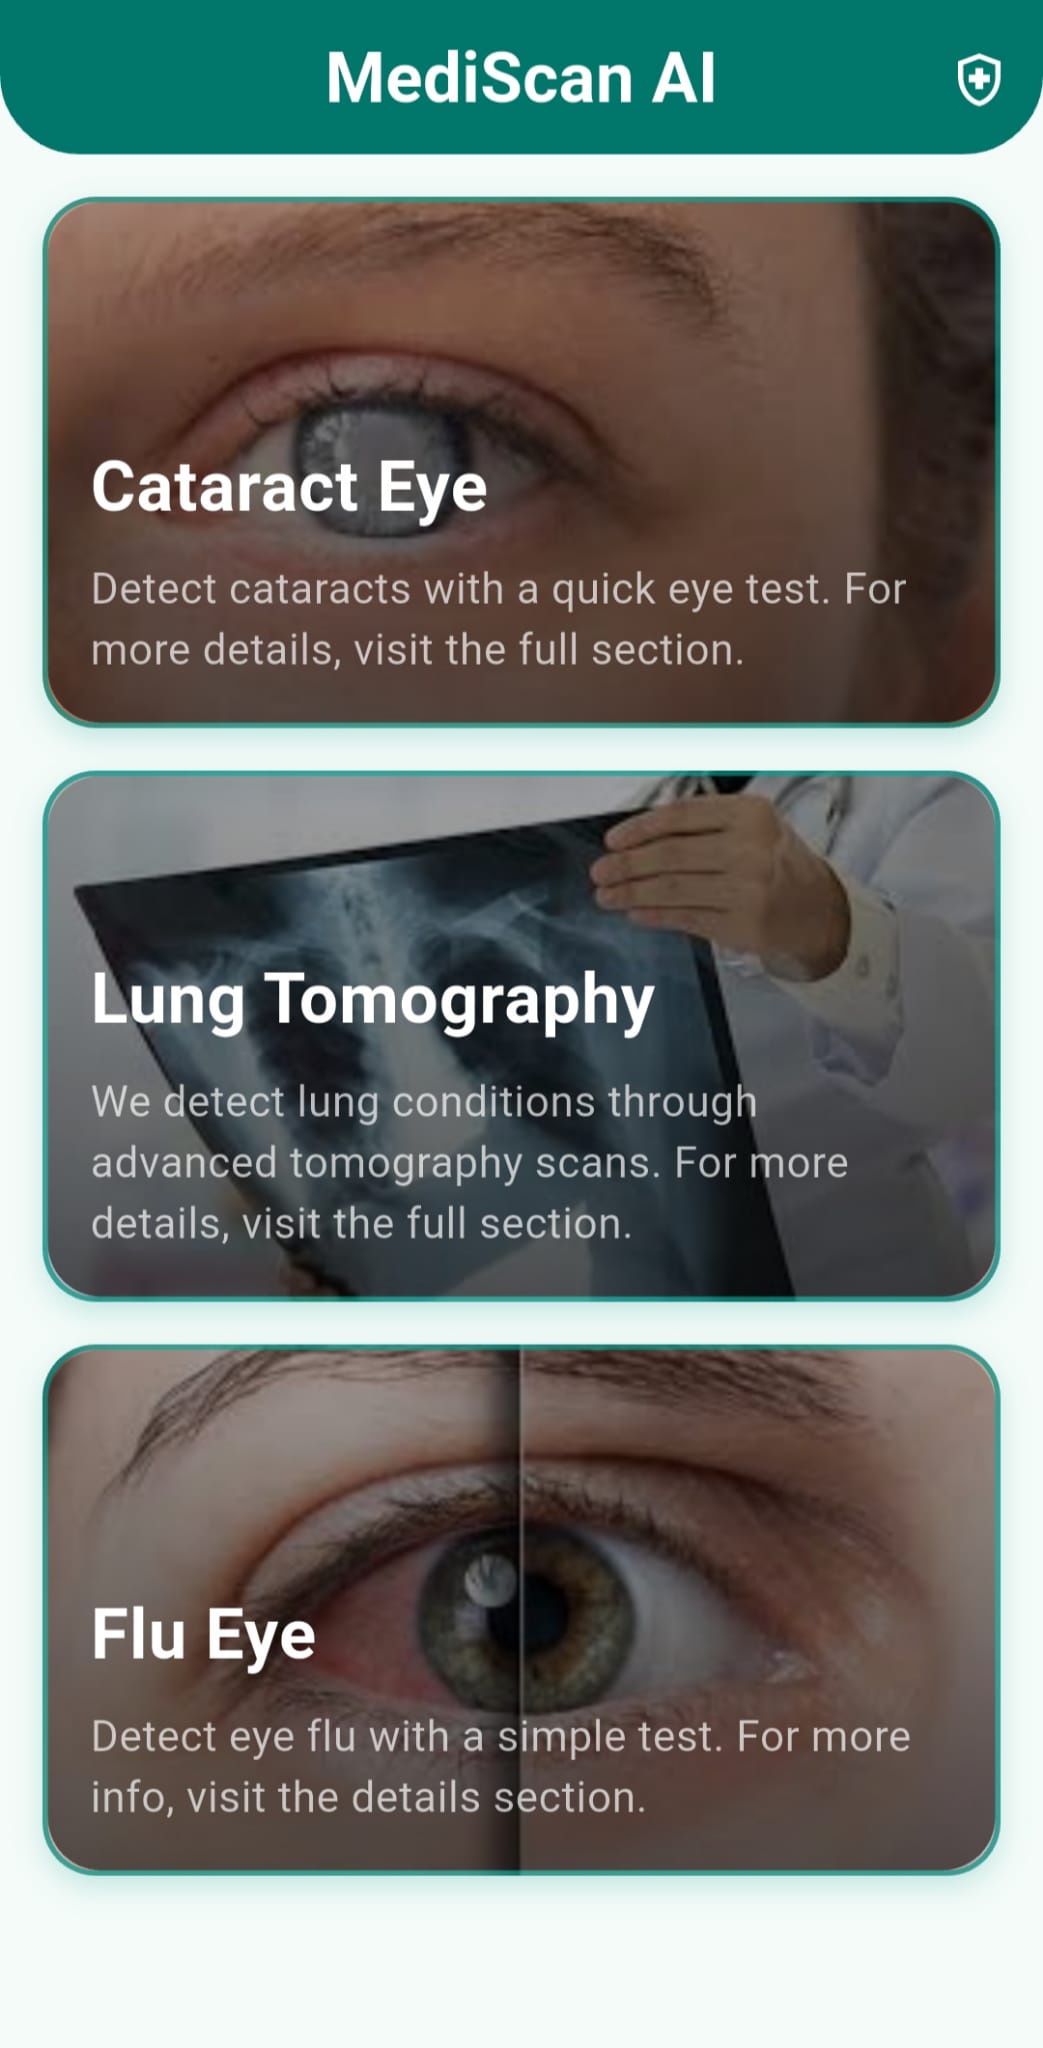 MediScan AI
Cataract Eye
Detect cataracts with a quick eye test. For
more details, visit the full section.
Lung Tomography
We detect lung conditions through
advanced tomography scans. For more
details, visit the full section.
Flu Eye
Detect eye flu with a simple test. For more
info, visit the details section.